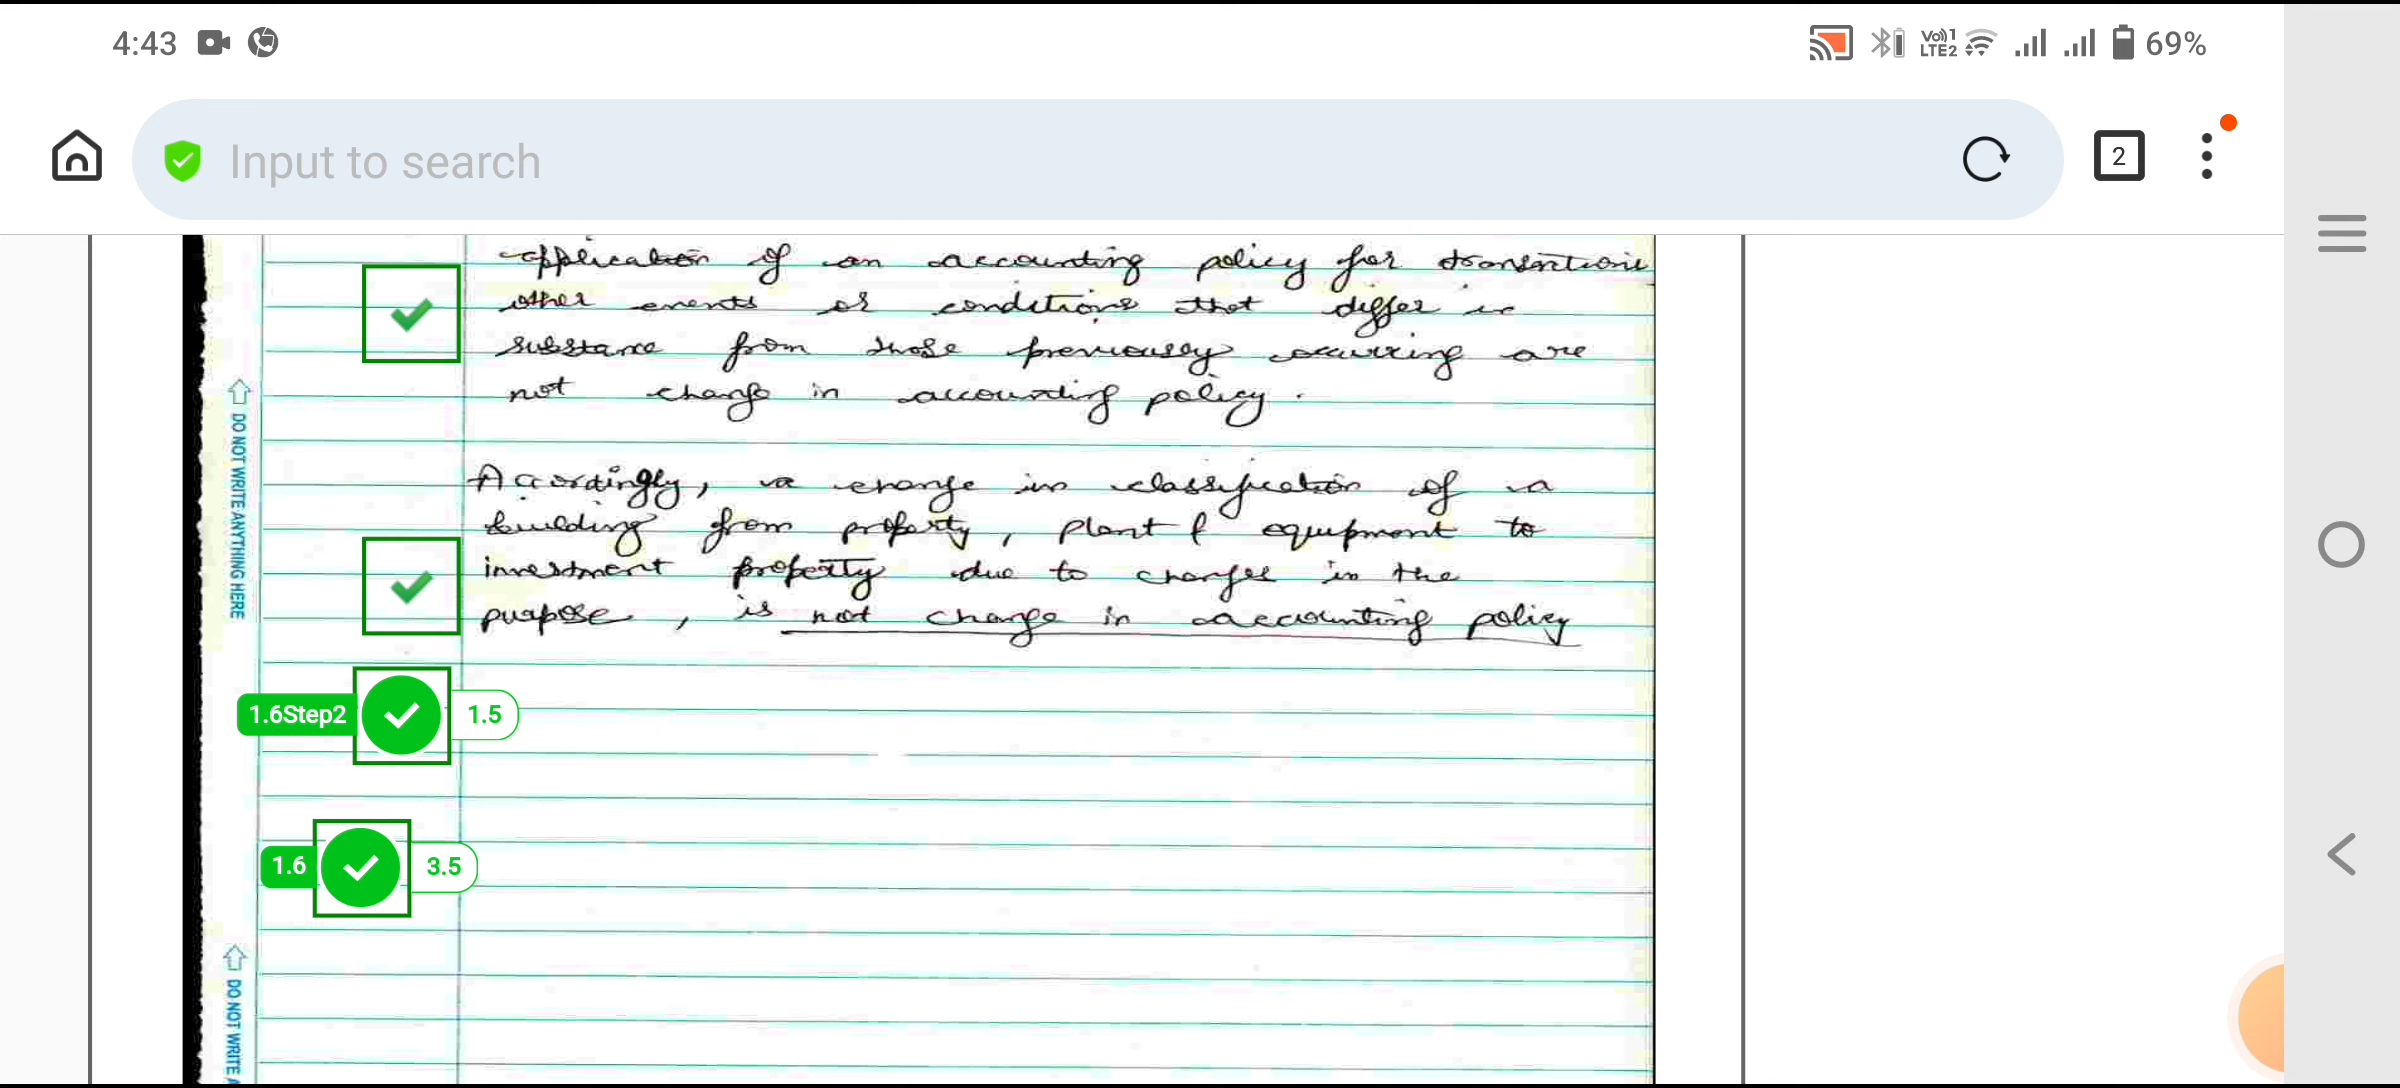 4:43
Vo)) 1
LTE2
69%
Input to search
2
application of an accounting policy for transactions
other events or conditions that differ in
substance from those previously occurring are
not change in accounting policy.
Accordingly, a change in classification of a
building from property, plant & equipment to
investment property due to changes in the
purpose, is not change in accounting policy
1.6Step2
1.5
1.6
3.5
DO NOT WRITE ANYTHING HERE
DO NOT WRITE A